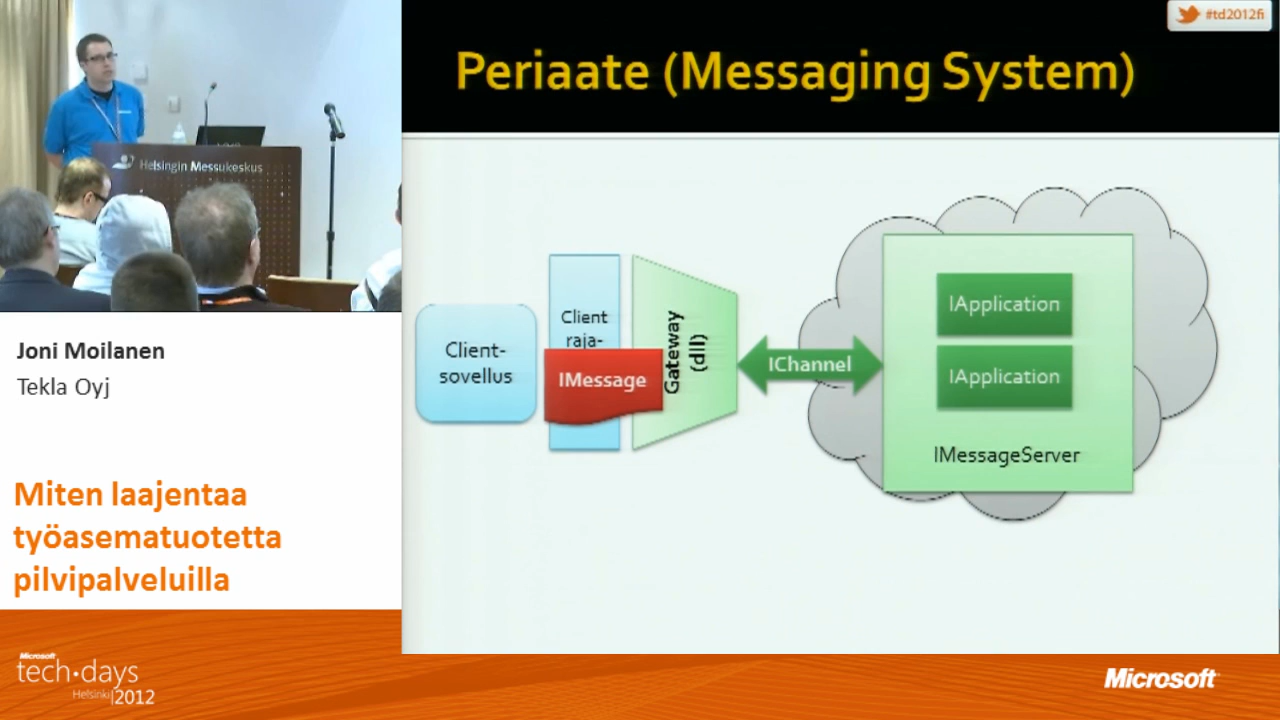 #td2012fi
Periaate (Messaging System)
Helsingin Messukeskus
Client-
sovellus
Client
raja-
IMessage
Gateway
(dll)
IChannel
IApplication
IApplication
IMessageServer
Joni Moilanen
Tekla Oyj
Miten laajentaa
työasematuotetta
pilvipalveluilla
Microsoft
tech·days
Helsinki|2012
Microsoft